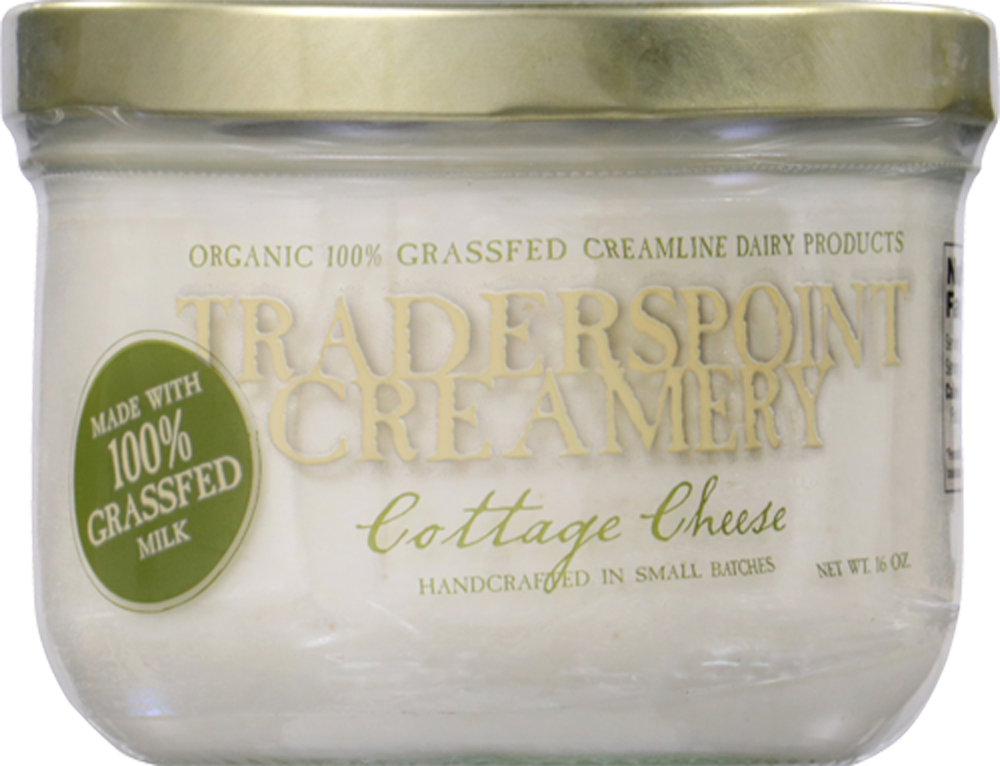 ORGANIC 100% GRASSFED CREAMLINE DAIRY PRODUCTS
TRADERSPOINT
CREAMERY
MADE WITH
100%
GRASSFED
MILK
Cottage Cheese
HANDCRAFTED IN SMALL BATCHES
NET WT. 16 OZ.